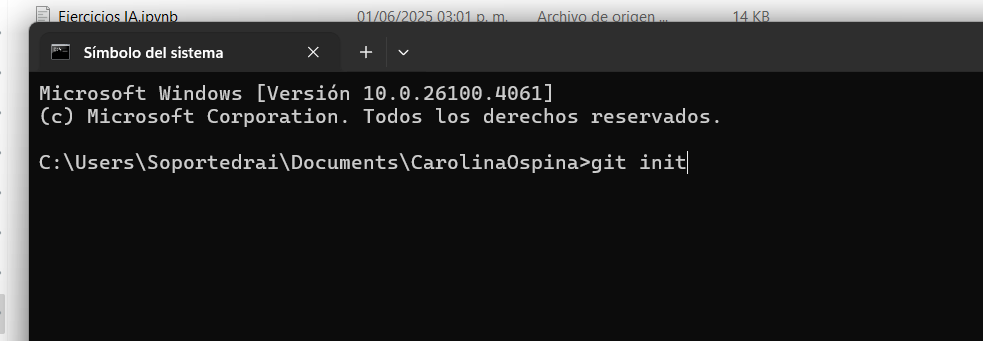 Ejercicios IA.ipynb 01/06/2025 03:01 p. m. Archivo de origen ... 14 KB
Símbolo del sistema
Microsoft Windows [Versión 10.0.26100.4061]
(c) Microsoft Corporation. Todos los derechos reservados.
C:\Users\Soportedrai\Documents\CarolinaOspina>git init